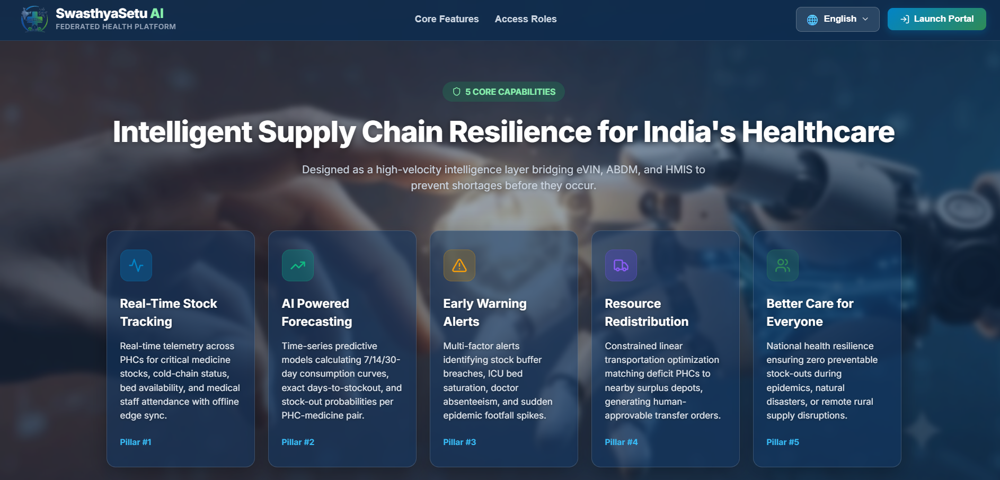 SwasthyaSetu AI
FEDERATED HEALTH PLATFORM
Core Features
Access Roles
English
Launch Portal
5 CORE CAPABILITIES
Intelligent Supply Chain Resilience for India's Healthcare
Designed as a high-velocity intelligence layer bridging eVIN, ABDM, and HMIS to
prevent shortages before they occur.
Real-Time Stock
Tracking
Real-time telemetry across
PHCs for critical medicine
stocks, cold-chain status,
bed availability, and medical
staff attendance with offline
edge sync.
Pillar #1
AI Powered
Forecasting
Time-series predictive
models calculating 7/14/30-
day consumption curves,
exact days-to-stockout, and
stock-out probabilities per
PHC-medicine pair.
Pillar #2
Early Warning
Alerts
Multi-factor alerts
identifying stock buffer
breaches, ICU bed
saturation, doctor
absenteeism, and sudden
epidemic footfall spikes.
Pillar #3
Resource
Redistribution
Constrained linear
transportation optimization
matching deficit PHCs to
nearby surplus depots,
generating human-
approvable transfer orders.
Pillar #4
Better Care for
Everyone
National health resilience
ensuring zero preventable
stock-outs during
epidemics, natural
disasters, or remote rural
supply disruptions.
Pillar #5